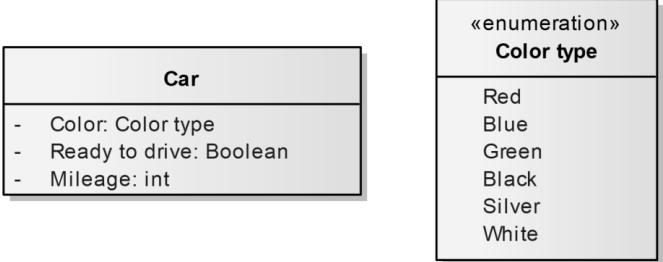 Car
- Color: Color type
- Ready to drive: Boolean
- Mileage: int
«enumeration»
Color type
Red
Blue
Green
Black
Silver
White